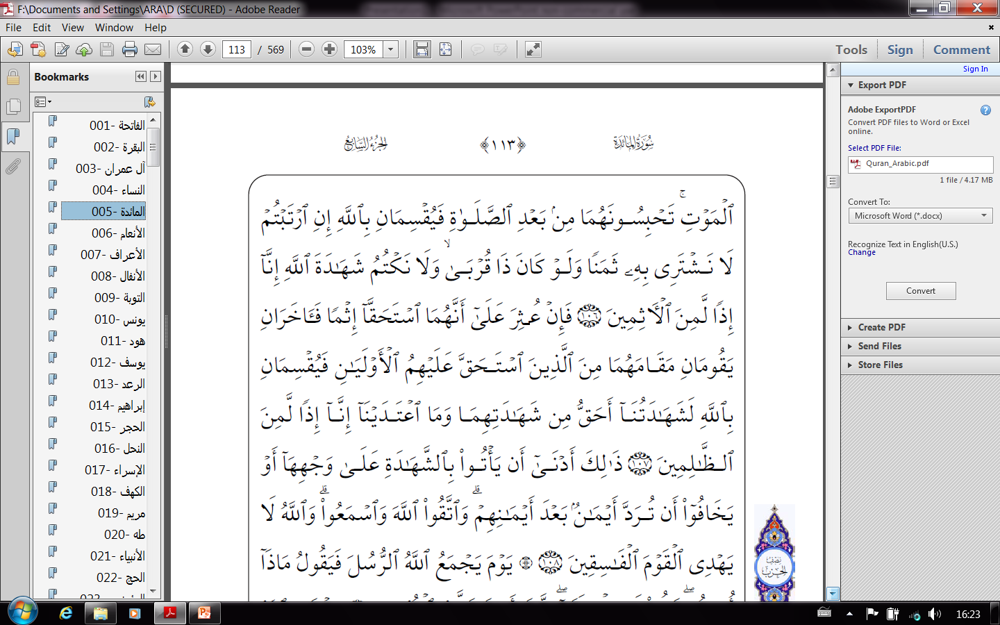 F:\Documents and Settings\ARA\D (SECURED) - Adobe Reader
File Edit View Window Help
113 / 569 103% Tools Sign Comment
Bookmarks
الفاتحة -001
البقرة -002
آل عمران -003
النساء -004
المائدة -005
الأنعام -006
الأعراف -007
الأنفال -008
التوبة -009
يونس -010
هود -011
يوسف -012
الرعد -013
إبراهيم -014
الحجر -015
النحل -016
الإسراء -017
الكهف -018
مريم -019
طه -020
الأنبياء -021
الحج -022
سُورَةُ المَائدَة ﴿١١٣﴾ الجُزْءُ السَّابِعُ
ٱلْمَوْتِ ۚ تَحْبِسُونَهُمَا مِنۢ بَعْدِ ٱلصَّلَوٰةِ فَيُقْسِمَانِ بِٱللَّهِ إِنِ ٱرْتَبْتُمْ
لَا نَشْتَرِى بِهِۦ ثَمَنًا وَلَوْ كَانَ ذَا قُرْبَىٰ ۙ وَلَا نَكْتُمُ شَهَـٰدَةَ ٱللَّهِ إِنَّآ
إِذًا لَّمِنَ ٱلْـَٔاثِمِينَ ١٠٦ فَإِنْ عُثِرَ عَلَىٰٓ أَنَّهُمَا ٱسْتَحَقَّآ إِثْمًا فَـَٔاخَرَانِ
يَقُومَانِ مَقَامَهُمَا مِنَ ٱلَّذِينَ ٱسْتَحَقَّ عَلَيْهِمُ ٱلْأَوْلَيَـٰنِ فَيُقْسِمَانِ
بِٱللَّهِ لَشَهَـٰدَتُنَآ أَحَقُّ مِن شَهَـٰدَتِهِمَا وَمَا ٱعْتَدَيْنَآ إِنَّآ إِذًا لَّمِنَ
ٱلظَّـٰلِمِينَ ١٠٧ ذَٰلِكَ أَدْنَىٰٓ أَن يَأْتُوا۟ بِٱلشَّهَـٰدَةِ عَلَىٰ وَجْهِهَآ أَوْ
يَخَافُوٓا۟ أَن تُرَدَّ أَيْمَـٰنٌۢ بَعْدَ أَيْمَـٰنِهِمْ ۗ وَٱتَّقُوا۟ ٱللَّهَ وَٱسْمَعُوا۟ ۗ وَٱللَّهُ لَا
يَهْدِى ٱلْقَوْمَ ٱلْفَـٰسِقِينَ ١٠٨ ۞ يَوْمَ يَجْمَعُ ٱللَّهُ ٱلرُّسُلَ فَيَقُولُ مَاذَآ
نصف
الحزب
Sign In
Export PDF
Adobe ExportPDF
Convert PDF files to Word or Excel
online.
Select PDF File:
Quran_Arabic.pdf
1 file / 4.17 MB
Convert To:
Microsoft Word (*.docx)
Recognize Text in English(U.S.)
Change
Convert
Create PDF
Send Files
Store Files
16:23